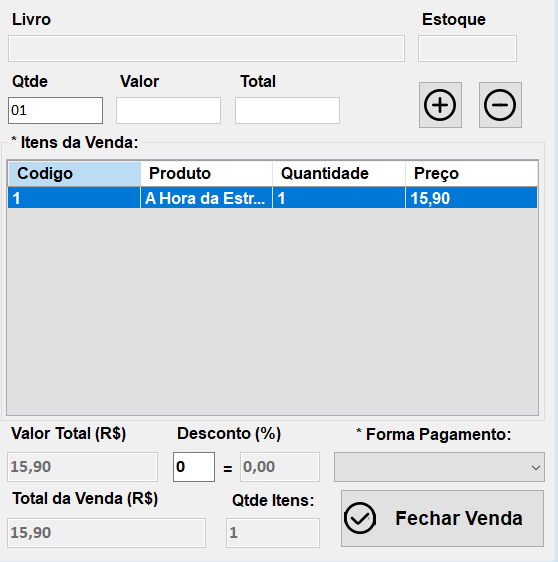 Livro Estoque
Qtde Valor Total
01
* Itens da Venda:
Codigo Produto Quantidade Preço
1 A Hora da Estr... 1 15,90
Valor Total (R$) Desconto (%) * Forma Pagamento:
15,90 0 = 0,00
Total da Venda (R$) Qtde Itens:
15,90 1 Fechar Venda